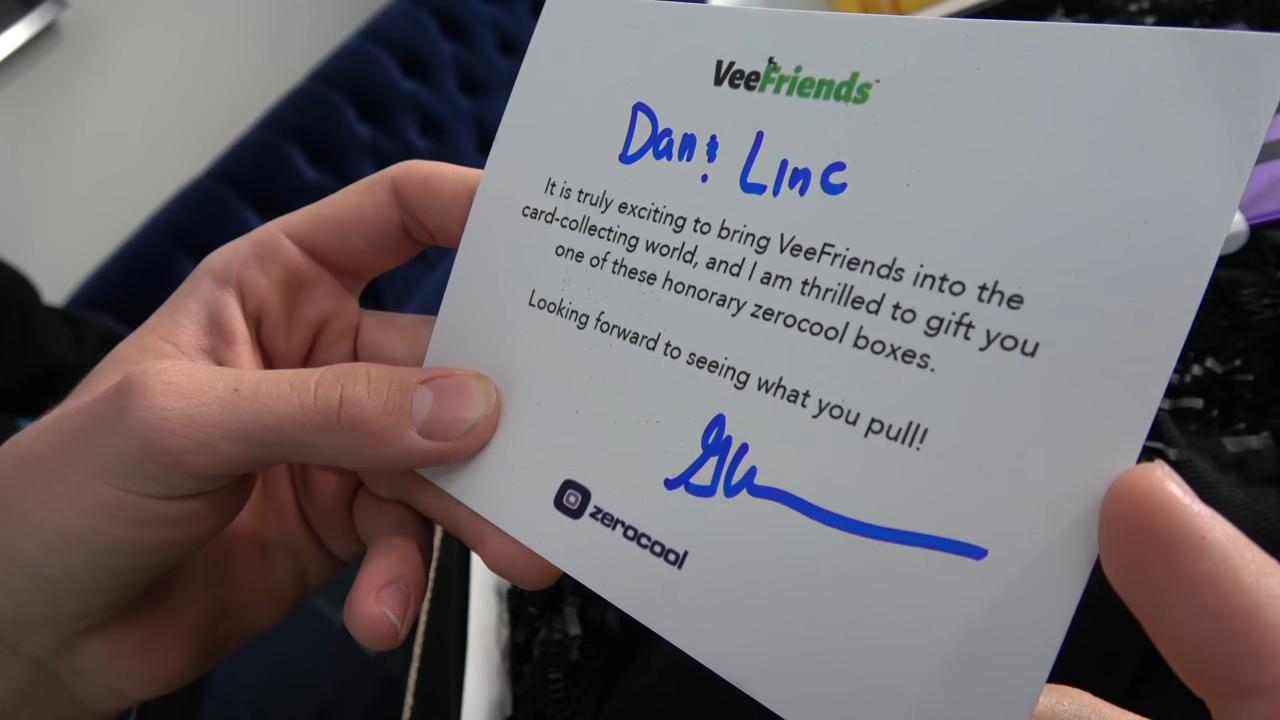 VeeFriends
Dan & Linc
It is truly exciting to bring VeeFriends into the
card-collecting world, and I am thrilled to gift you
one of these honorary zerocool boxes.
Looking forward to seeing what you pull!
zerocool